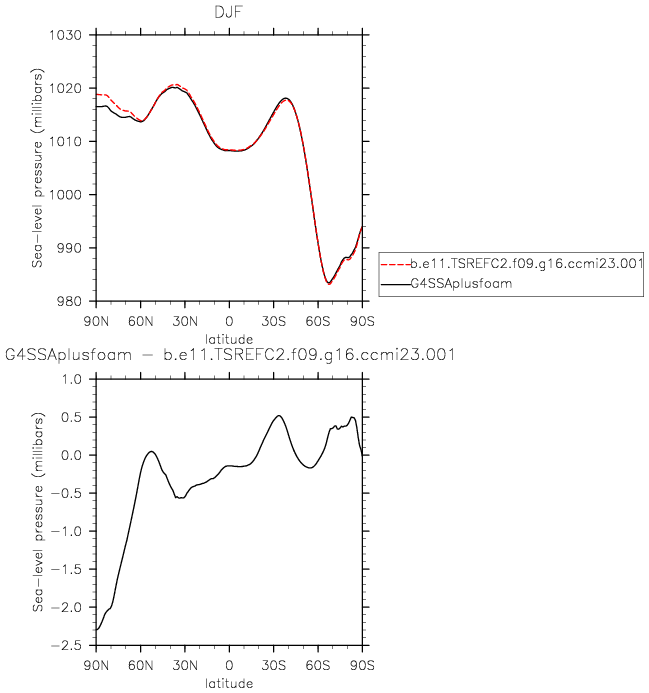 DJF
1030
1020
1010
1000
990
980
Sea-level pressure (millibars)
90N 60N 30N 0 30S 60S 90S
latitude
b.e11.TSREFC2.f09.g16.ccmi23.001
G4SSAplusfoam
G4SSAplusfoam - b.e11.TSREFC2.f09.g16.ccmi23.001
1.0
0.5
0.0
-0.5
-1.0
-1.5
-2.0
-2.5
Sea-level pressure (millibars)
90N 60N 30N 0 30S 60S 90S
latitude